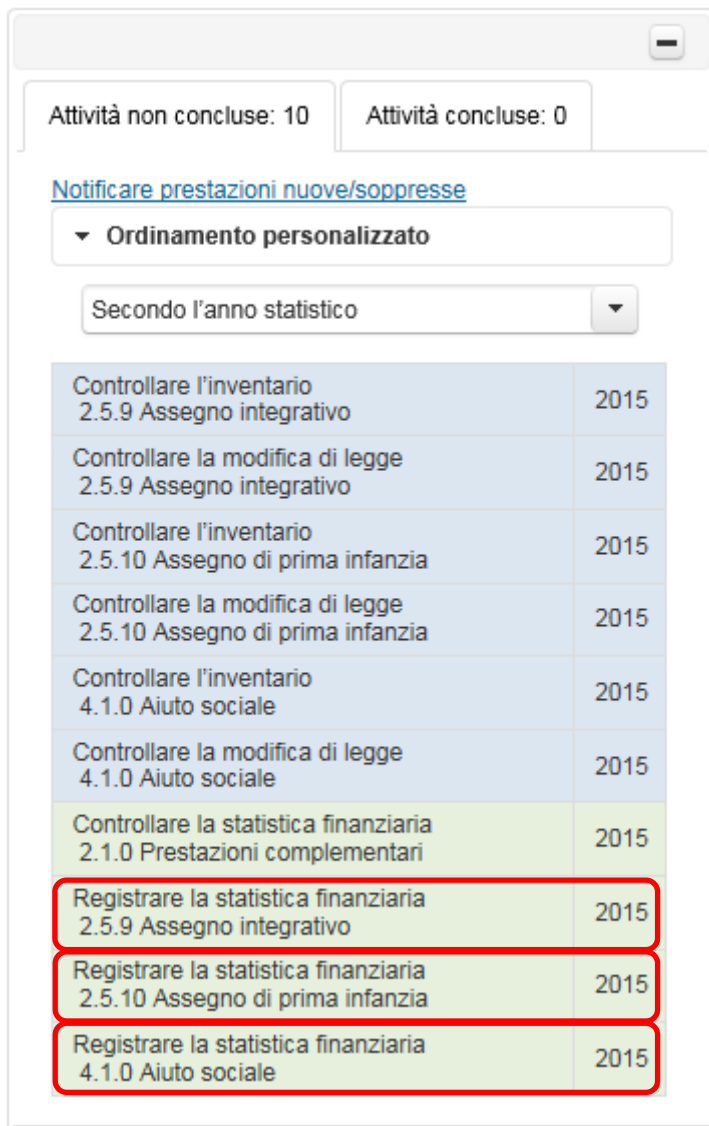 Attività non concluse: 10
Attività concluse: 0
Notificare prestazioni nuove/soppresse
Ordinamento personalizzato
Secondo l'anno statistico
Controllare l'inventario
2.5.9 Assegno integrativo
2015
Controllare la modifica di legge
2.5.9 Assegno integrativo
2015
Controllare l'inventario
2.5.10 Assegno di prima infanzia
2015
Controllare la modifica di legge
2.5.10 Assegno di prima infanzia
2015
Controllare l'inventario
4.1.0 Aiuto sociale
2015
Controllare la modifica di legge
4.1.0 Aiuto sociale
2015
Controllare la statistica finanziaria
2.1.0 Prestazioni complementari
2015
Registrare la statistica finanziaria
2.5.9 Assegno integrativo
2015
Registrare la statistica finanziaria
2.5.10 Assegno di prima infanzia
2015
Registrare la statistica finanziaria
4.1.0 Aiuto sociale
2015